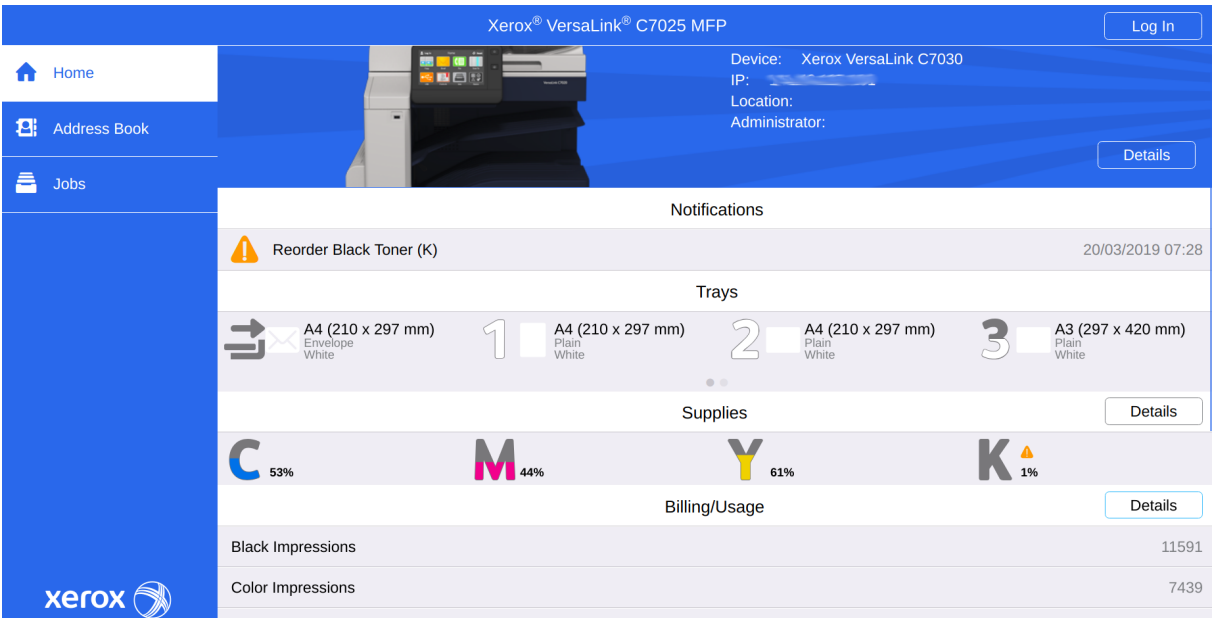 Xerox® VersaLink® C7025 MFP
Log In
Home
Address Book
Jobs
Device: Xerox VersaLink C7030
IP:
Location:
Administrator:
Details
Notifications
Reorder Black Toner (K) 20/03/2019 07:28
Trays
A4 (210 x 297 mm)
Envelope
White
1
A4 (210 x 297 mm)
Plain
White
2
A4 (210 x 297 mm)
Plain
White
3
A3 (297 x 420 mm)
Plain
White
Supplies
Details
C 53% M 44% Y 61% K 1%
Billing/Usage
Details
Black Impressions 11591
Color Impressions 7439
xerox